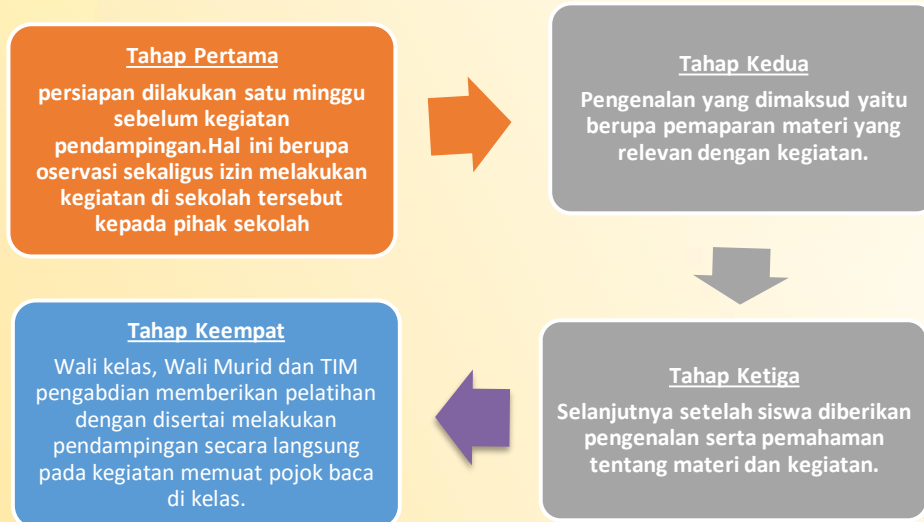 Tahap Pertama
persiapan dilakukan satu minggu
sebelum kegiatan
pendampingan.Hal ini berupa
oservasi sekaligus izin melakukan
kegiatan di sekolah tersebut
kepada pihak sekolah
Tahap Kedua
Pengenalan yang dimaksud yaitu
berupa pemaparan materi yang
relevan dengan kegiatan.
Tahap Ketiga
Selanjutnya setelah siswa diberikan
pengenalan serta pemahaman
tentang materi dan kegiatan.
Tahap Keempat
Wali kelas, Wali Murid dan TIM
pengabdian memberikan pelatihan
dengan disertai melakukan
pendampingan secara langsung
pada kegiatan memuat pojok baca
di kelas.